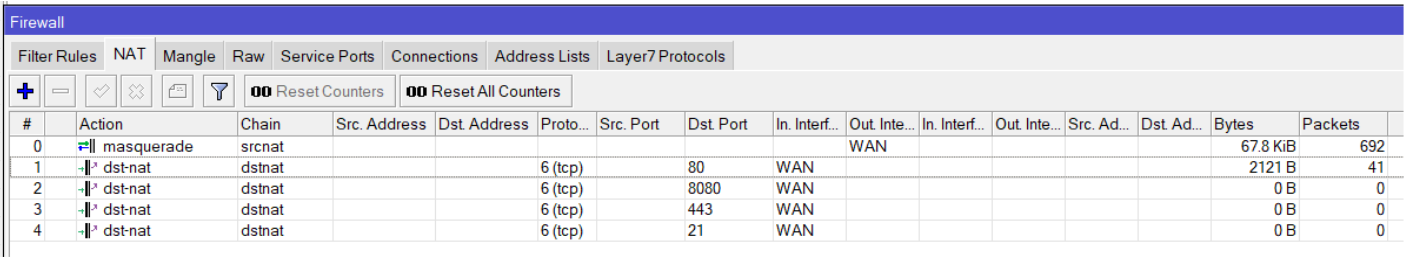 Firewall
Filter Rules NAT Mangle Raw Service Ports Connections Address Lists Layer7 Protocols
00 Reset Counters 00 Reset All Counters
# Action Chain Src. Address Dst. Address Proto... Src. Port Dst. Port In. Interf... Out. Inte... In. Interf... Out. Inte... Src. Ad... Dst. Ad... Bytes Packets
0 masquerade srcnat WAN 67.8 KiB 692
1 dst-nat dstnat 6 (tcp) 80 WAN 2121 B 41
2 dst-nat dstnat 6 (tcp) 8080 WAN 0 B 0
3 dst-nat dstnat 6 (tcp) 443 WAN 0 B 0
4 dst-nat dstnat 6 (tcp) 21 WAN 0 B 0